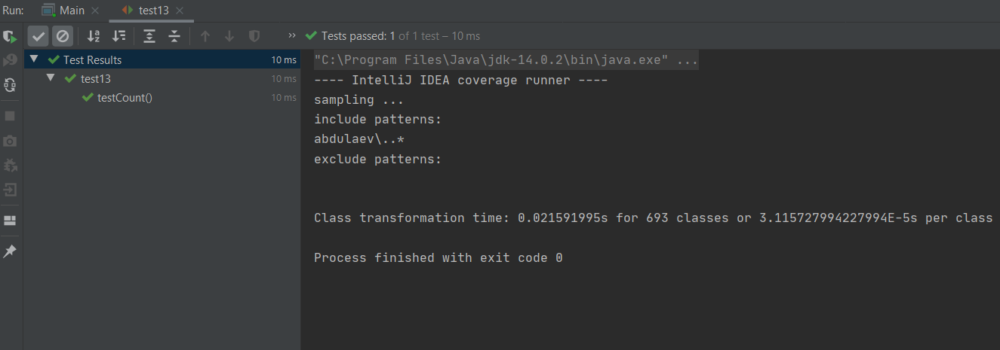 Run: Main test13
Tests passed: 1 of 1 test – 10 ms
Test Results 10 ms
test13 10 ms
testCount() 10 ms
"C:\Program Files\Java\jdk-14.0.2\bin\java.exe" ...
---- IntelliJ IDEA coverage runner ----
sampling ...
include patterns:
abdulaev\..*
exclude patterns:
Class transformation time: 0.021591995s for 693 classes or 3.115727994227994E-5s per class
Process finished with exit code 0